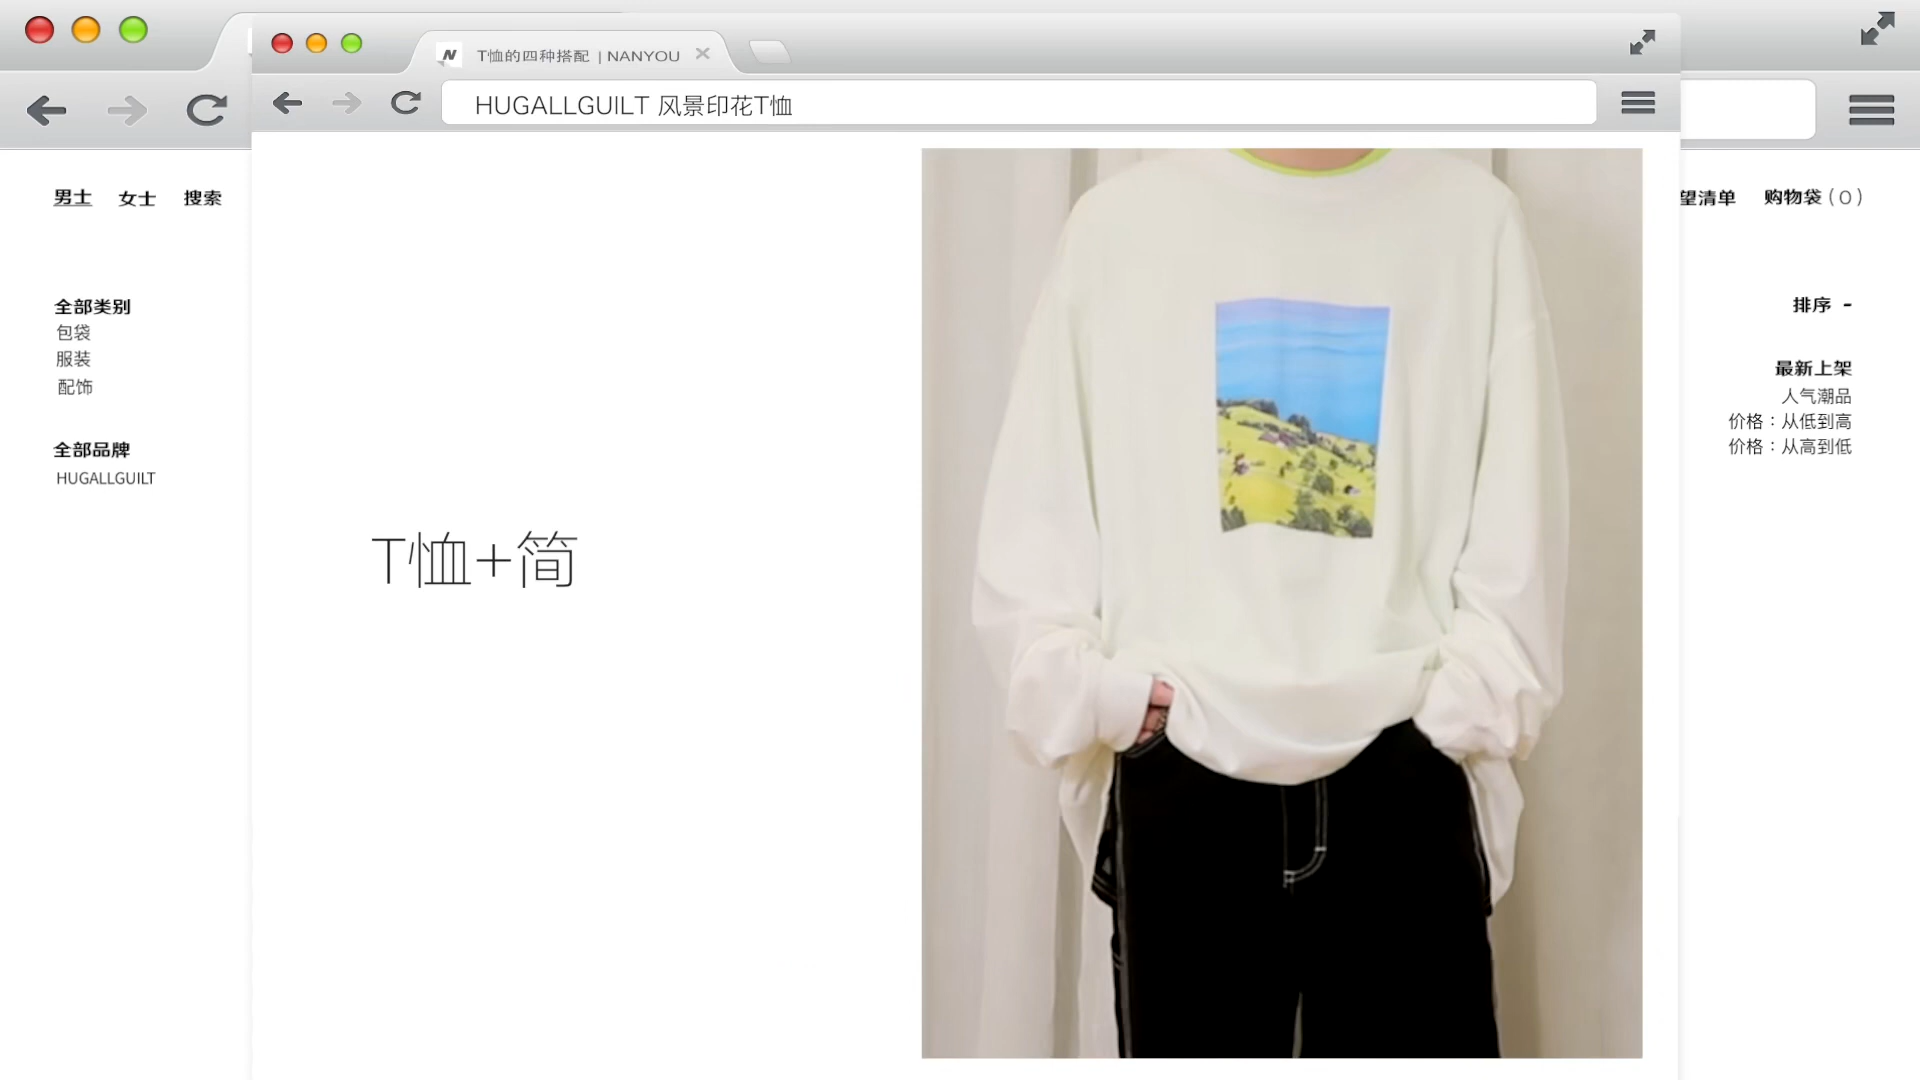 T恤的四种搭配 | NANYOU
HUGALLGUILT 风景印花T恤
男士 女士 搜索
望清单 购物袋 ( 0 )
全部类别
包袋
服装
配饰
全部品牌
HUGALLGUILT
排序 -
最新上架
人气潮品
价格：从低到高
价格：从高到低
T恤+简